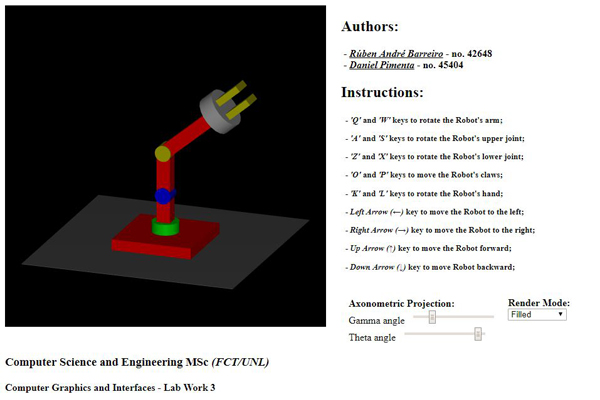 Authors:
- Rúben André Barreiro - no. 42648
- Daniel Pimenta - no. 45404
Instructions:
- 'Q' and 'W' keys to rotate the Robot's arm;
- 'A' and 'S' keys to rotate the Robot's upper joint;
- 'Z' and 'X' keys to rotate the Robot's lower joint;
- 'O' and 'P' keys to move the Robot's claws;
- 'K' and 'L' keys to rotate the Robot's hand;
- Left Arrow (←) key to move the Robot to the left;
- Right Arrow (→) key to move the Robot to the right;
- Up Arrow (↑) key to move the Robot forward;
- Down Arrow (↓) key to move Robot backward;
Axonometric Projection:
Gamma angle
Theta angle
Render Mode:
Filled
Computer Science and Engineering MSc (FCT/UNL)
Computer Graphics and Interfaces - Lab Work 3